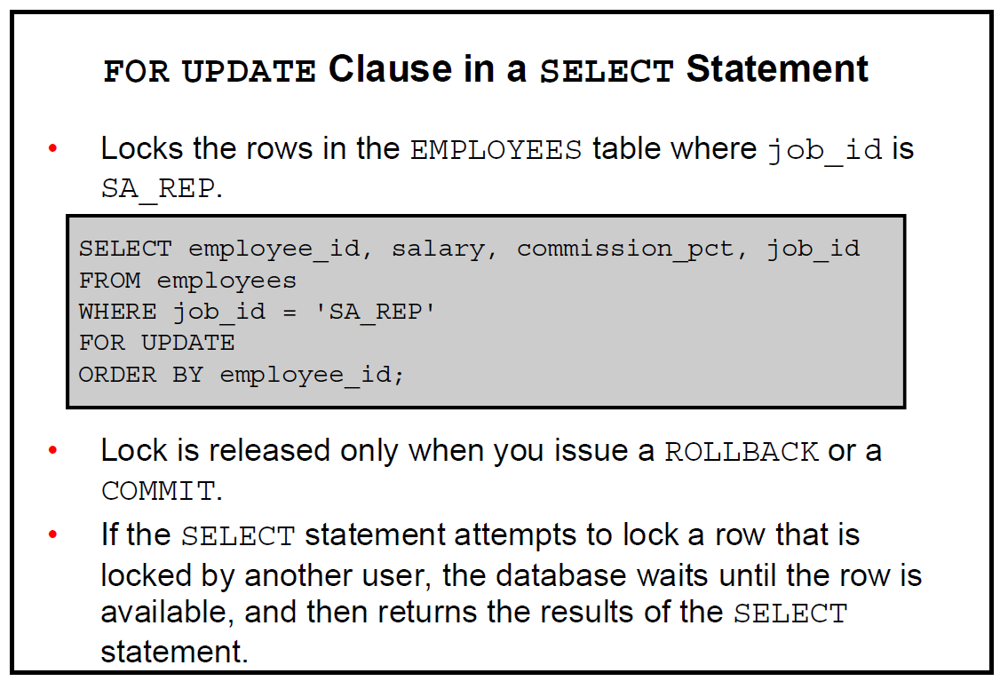 FOR UPDATE Clause in a SELECT Statement
• Locks the rows in the EMPLOYEES table where job_id is
SA_REP.
SELECT employee_id, salary, commission_pct, job_id
FROM employees
WHERE job_id = 'SA_REP'
FOR UPDATE
ORDER BY employee_id;
• Lock is released only when you issue a ROLLBACK or a
COMMIT.
• If the SELECT statement attempts to lock a row that is
locked by another user, the database waits until the row is
available, and then returns the results of the SELECT
statement.